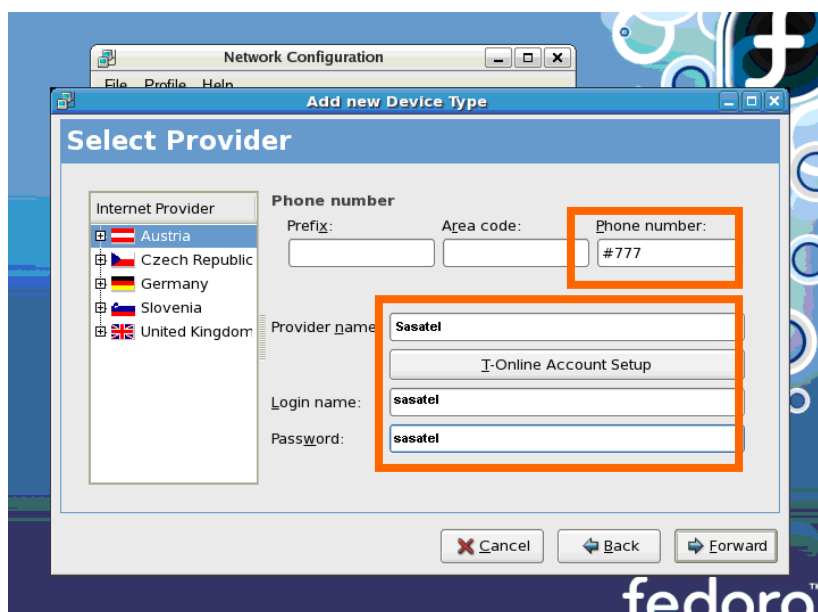 Network Configuration
File Profile Help
Add new Device Type
Select Provider
Internet Provider
Austria
Czech Republic
Germany
Slovenia
United Kingdom
Phone number
Prefix: Area code: Phone number:
#777
Provider name Sasatel
T-Online Account Setup
Login name: sasatel
Password: sasatel
Cancel Back Forward
fedora™